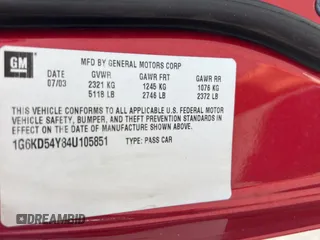 GM
MFD BY GENERAL MOTORS CORP
DATE GVWR GAWR FRT GAWR RR
07/03 2321 KG 1245 KG 1076 KG
5118 LB 2746 LB 2372 LB
THIS VEHICLE CONFORMS TO ALL APPLICABLE U.S. FEDERAL MOTOR
VEHICLE SAFETY, BUMPER, AND THEFT PREVENTION STANDARDS
IN EFFECT ON THE DATE OF MANUFACTURE SHOWN ABOVE.
1G6KD54Y84U105851 TYPE: PASS CAR
DREAMBID